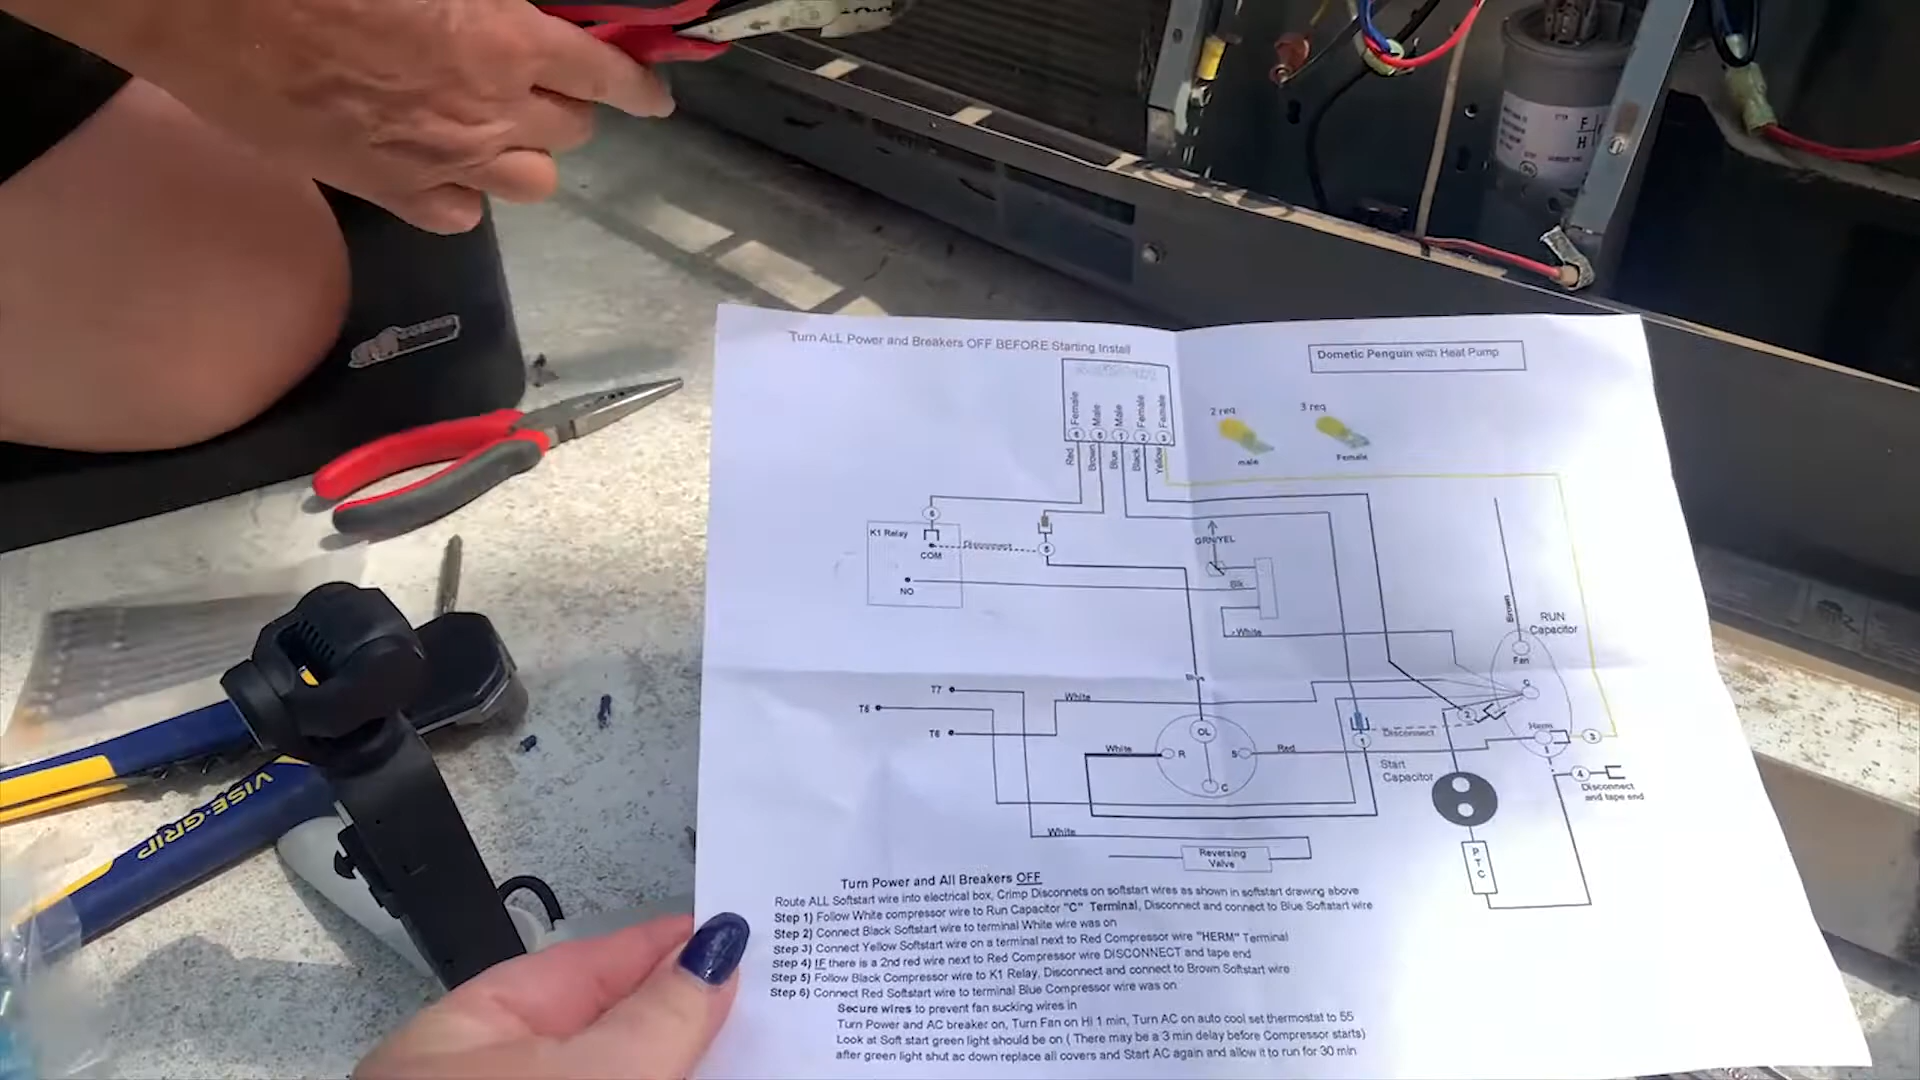 Turn ALL Power and Breakers OFF BEFORE Starting Install
Dometic Penguin with Heat Pump
Female
Male
Male
Female
Female
6
5
1
2
3
Red
Brown
Blue
Black
Yellow
2 req
male
3 req
Female
K1 Relay
6
COM
Disconnect
5
NO
GRN/YEL
Blk
White
Brown
RUN
Capacitor
Fan
C
Herm
2
3
1
Disconnect
4
Disconnect
and tape end
Start
Capacitor
P
T
C
T7
T6
T6
White
White
OL
R
S
C
Red
White
Reversing
Valve
Turn Power and All Breakers OFF
Route ALL Softstart wire into electrical box, Crimp Disconnets on softstart wires as shown in softstart drawing above
Step 1) Follow White compressor wire to Run Capacitor "C" Terminal, Disconnect and connect to Blue Softstart wire
Step 2) Connect Black Softstart wire to terminal White wire was on
Step 3) Connect Yellow Softstart wire on a terminal next to Red Compressor wire "HERM" Terminal
Step 4) IF there is a 2nd red wire next to Red Compressor wire DISCONNECT and tape end
Step 5) Follow Black Compressor wire to K1 Relay, Disconnect and connect to Brown Softstart wire
Step 6) Connect Red Softstart wire to terminal Blue Compressor wire was on
Secure wires to prevent fan sucking wires in
Turn Power and AC breaker on, Turn Fan on HI 1 min, Turn AC on auto cool set thermostat to 55
Look at Soft start green light should be on ( There may be a 3 min delay before Compressor starts)
after green light shut ac down replace all covers and Start AC again and allow it to run for 30 min
VISE-GRIP
F
H